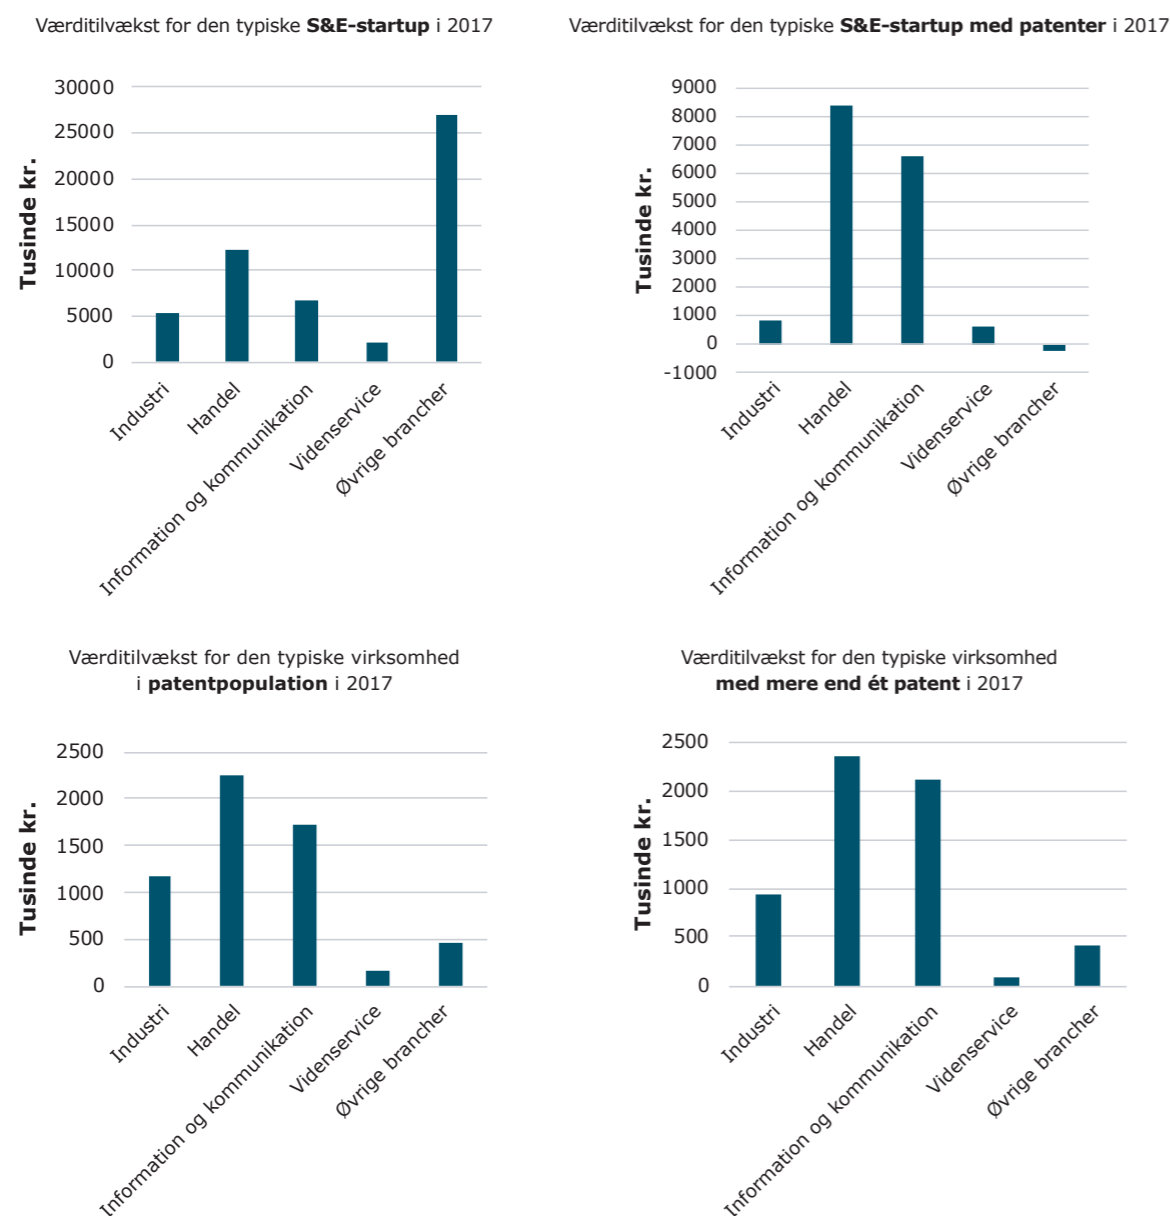 Værditilvækst for den typiske S&E-startup i 2017
30000
25000
20000
15000
10000
5000
0
Tusinde kr.
Industri
Handel
Information og kommunikation
Videnservice
Øvrige brancher
Værditilvækst for den typiske S&E-startup med patenter i 2017
9000
8000
7000
6000
5000
4000
3000
2000
1000
0
-1000
Tusinde kr.
Industri
Handel
Information og kommunikation
Videnservice
Øvrige brancher
Værditilvækst for den typiske virksomhed
i patentpopulation i 2017
2500
2000
1500
1000
500
0
Tusinde kr.
Industri
Handel
Information og kommunikation
Videnservice
Øvrige brancher
Værditilvækst for den typiske virksomhed
med mere end ét patent i 2017
2500
2000
1500
1000
500
0
Tusinde kr.
Industri
Handel
Information og kommunikation
Videnservice
Øvrige brancher